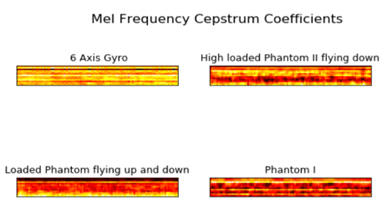 Mel Frequency Cepstrum Coefficients
6 Axis Gyro
High loaded Phantom II flying down
Loaded Phantom flying up and down
Phantom I